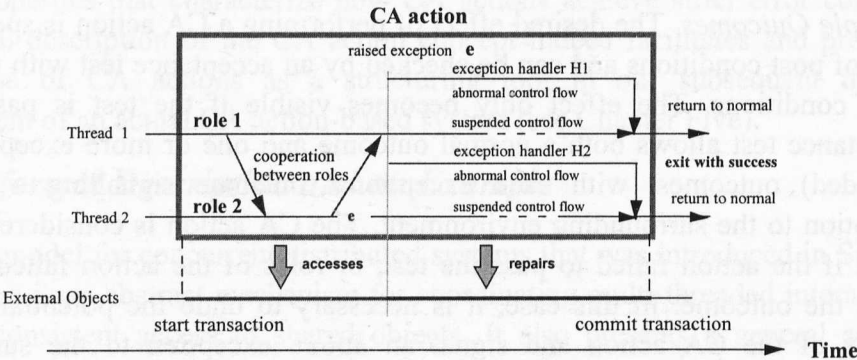 CA action
raised exception e
exception handler H1
abnormal control flow
return to normal
role 1
suspended control flow
Thread 1
exception handler H2
cooperation
between roles
exit with success
abnormal control flow
return to normal
role 2
suspended control flow
Thread 2
e
accesses
repairs
External Objects
start transaction
commit transaction
Time